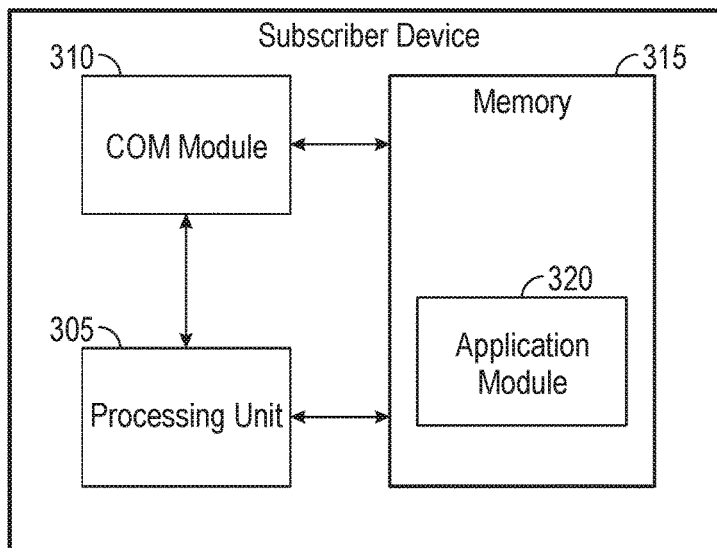 Subscriber Device
310
315
COM Module
Memory
320
305
Application
Module
Processing Unit